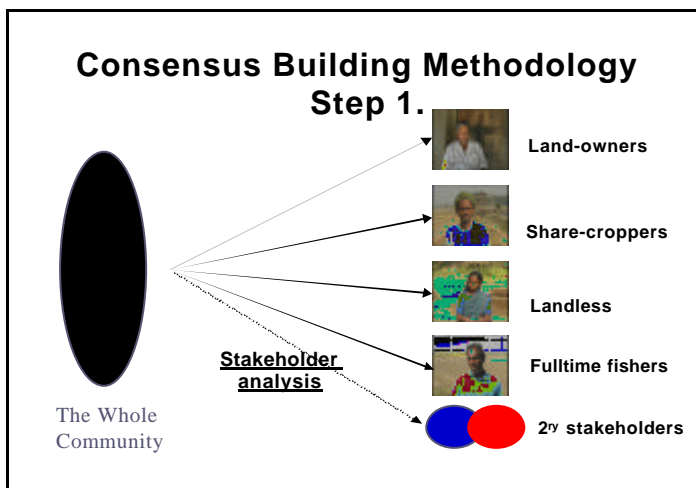 Consensus Building Methodology
Step 1.
Land-owners
Share-croppers
Landless
Stakeholder
analysis
Fulltime fishers
The Whole
Community
2ry stakeholders